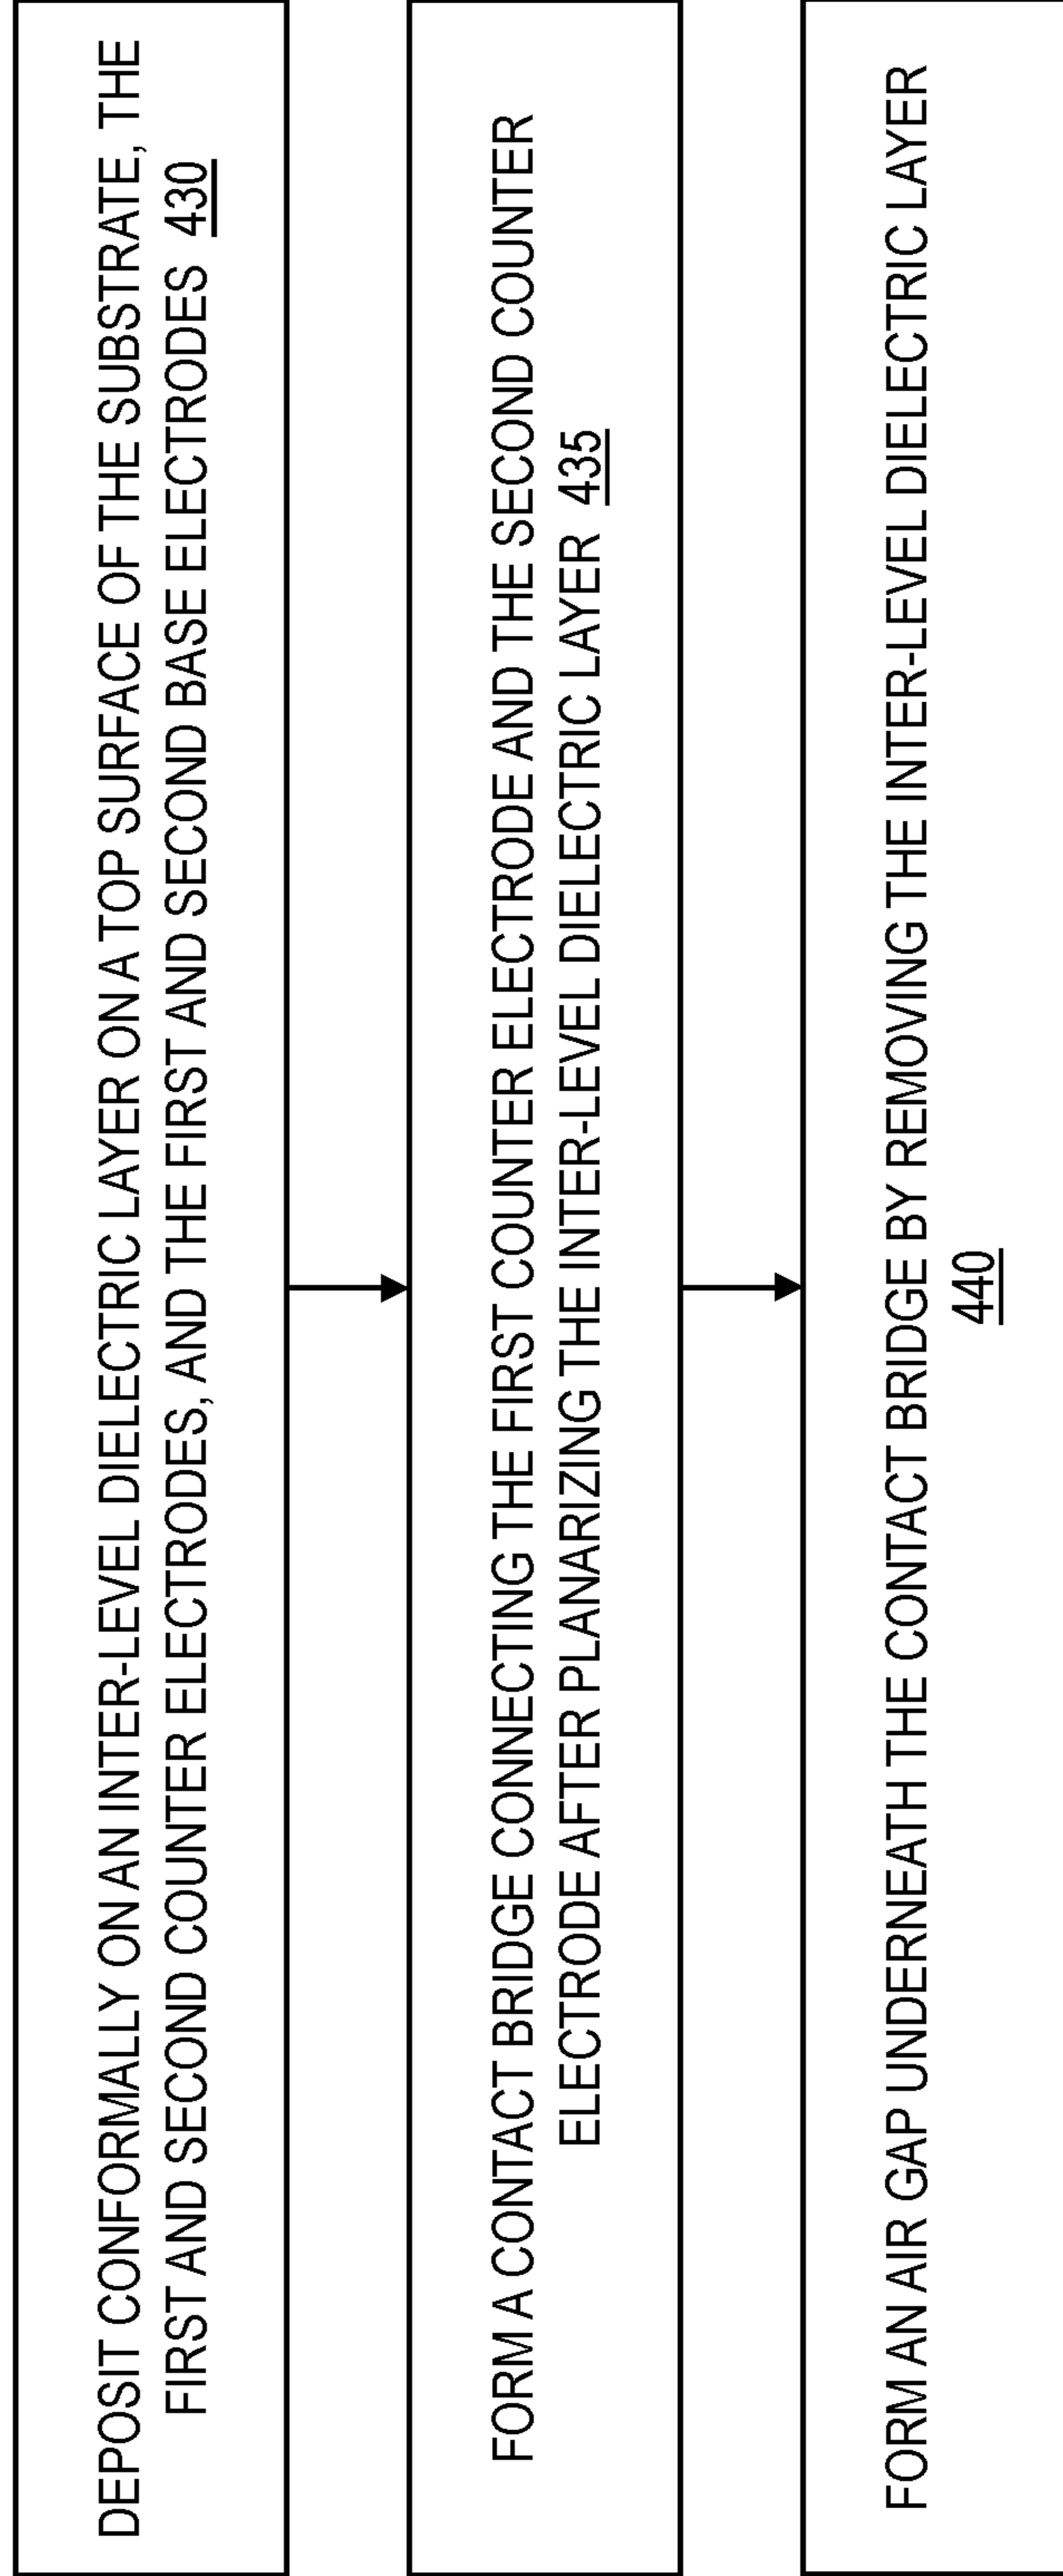 DEPOSIT CONFORMALLY ON AN INTER-LEVEL DIELECTRIC LAYER ON A TOP SURFACE OF THE SUBSTRATE, THE
FIRST AND SECOND COUNTER ELECTRODES, AND THE FIRST AND SECOND BASE ELECTRODES 430
FORM A CONTACT BRIDGE CONNECTING THE FIRST COUNTER ELECTRODE AND THE SECOND COUNTER
ELECTRODE AFTER PLANARIZING THE INTER-LEVEL DIELECTRIC LAYER 435
FORM AN AIR GAP UNDERNEATH THE CONTACT BRIDGE BY REMOVING THE INTER-LEVEL DIELECTRIC LAYER
440